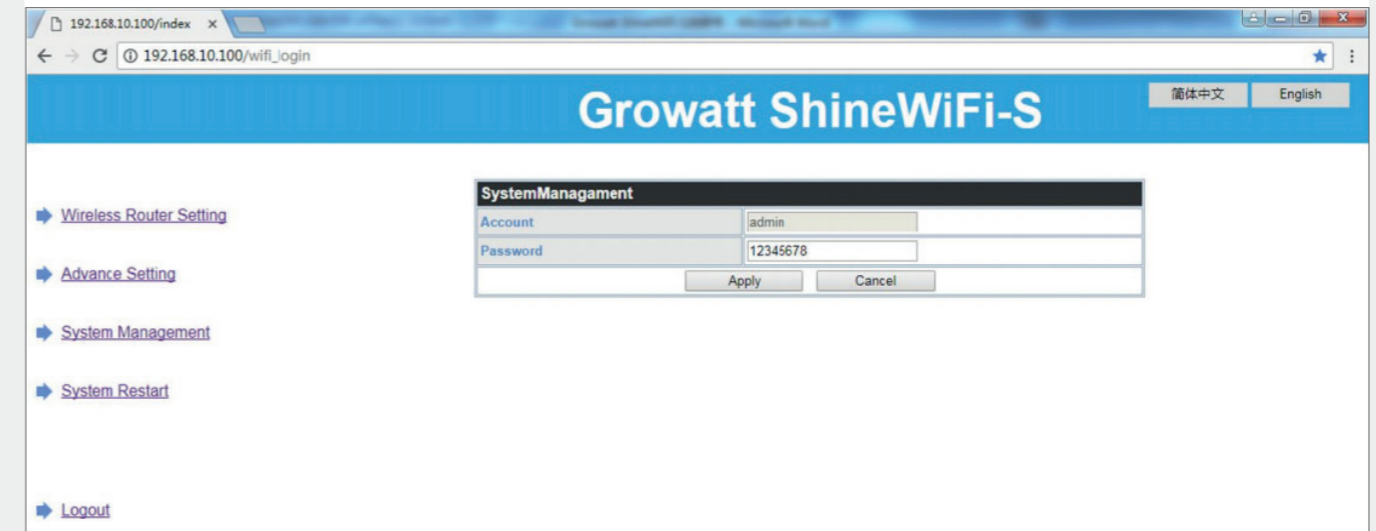 192.168.10.100/index
192.168.10.100/wifi_login
Growatt ShineWiFi-S
简体中文 English
SystemManagament
Wireless Router Setting
Account admin
Password 12345678
Advance Setting
Apply Cancel
System Management
System Restart
Logout